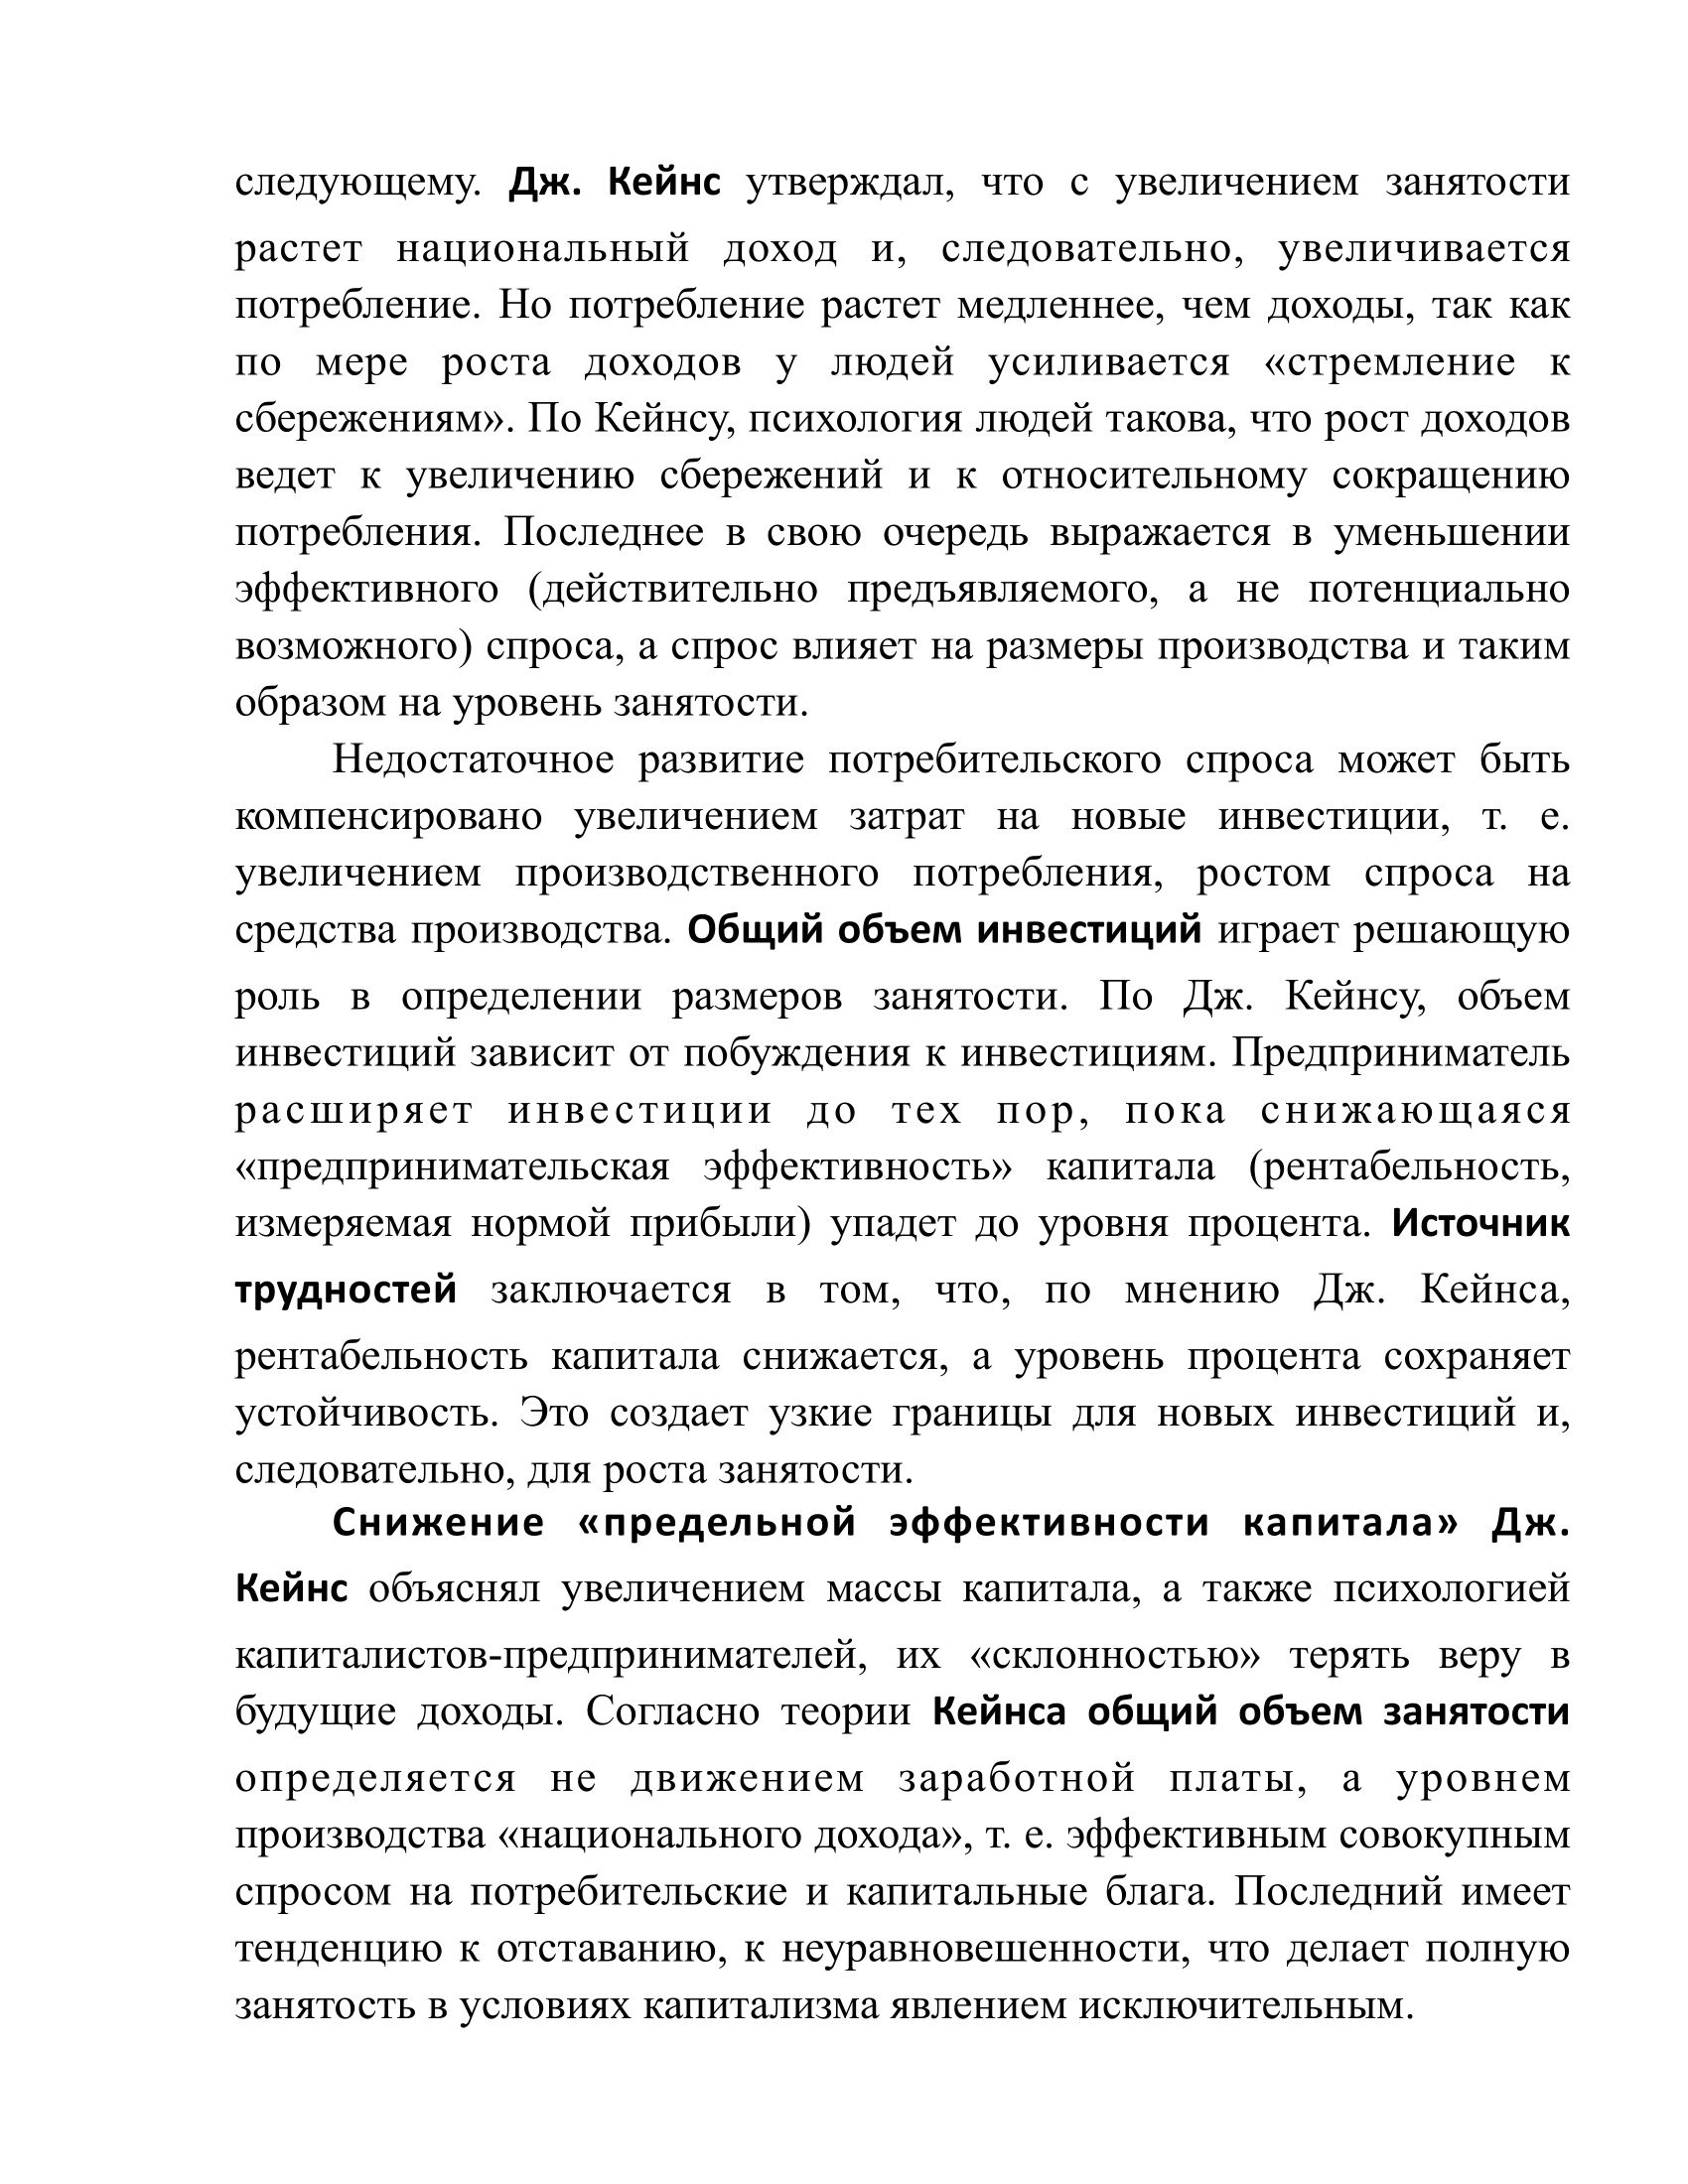 следующему. Дж. Кейнс утверждал, что с увеличением занятости
растет национальный доход и, следовательно, увеличивается
потребление. Но потребление растет медленнее, чем доходы, так как
по мере роста доходов у людей усиливается «стремление к
сбережениям». По Кейнсу, психология людей такова, что рост доходов
ведет к увеличению сбережений и к относительному сокращению
потребления. Последнее в свою очередь выражается в уменьшении
эффективного (действительно предъявляемого, а не потенциально
возможного) спроса, а спрос влияет на размеры производства и таким
образом на уровень занятости.
Недостаточное развитие потребительского спроса может быть
компенсировано увеличением затрат на новые инвестиции, т. е.
увеличением производственного потребления, ростом спроса на
средства производства. Общий объем инвестиций играет решающую
роль в определении размеров занятости. По Дж. Кейнсу, объем
инвестиций зависит от побуждения к инвестициям. Предприниматель
расширяет инвестиции до тех пор, пока снижающаяся
«предпринимательская эффективность» капитала (рентабельность,
измеряемая нормой прибыли) упадет до уровня процента. Источник
трудностей заключается в том, что, по мнению Дж. Кейнса,
рентабельность капитала снижается, а уровень процента сохраняет
устойчивость. Это создает узкие границы для новых инвестиций и,
следовательно, для роста занятости.
Снижение «предельной эффективности капитала» Дж.
Кейнс объяснял увеличением массы капитала, а также психологией
капиталистов-предпринимателей, их «склонностью» терять веру в
будущие доходы. Согласно теории Кейнса общий объем занятости
определяется не движением заработной платы, а уровнем
производства «национального дохода», т. е. эффективным совокупным
спросом на потребительские и капитальные блага. Последний имеет
тенденцию к отставанию, к неуравновешенности, что делает полную
занятость в условиях капитализма явлением исключительным.